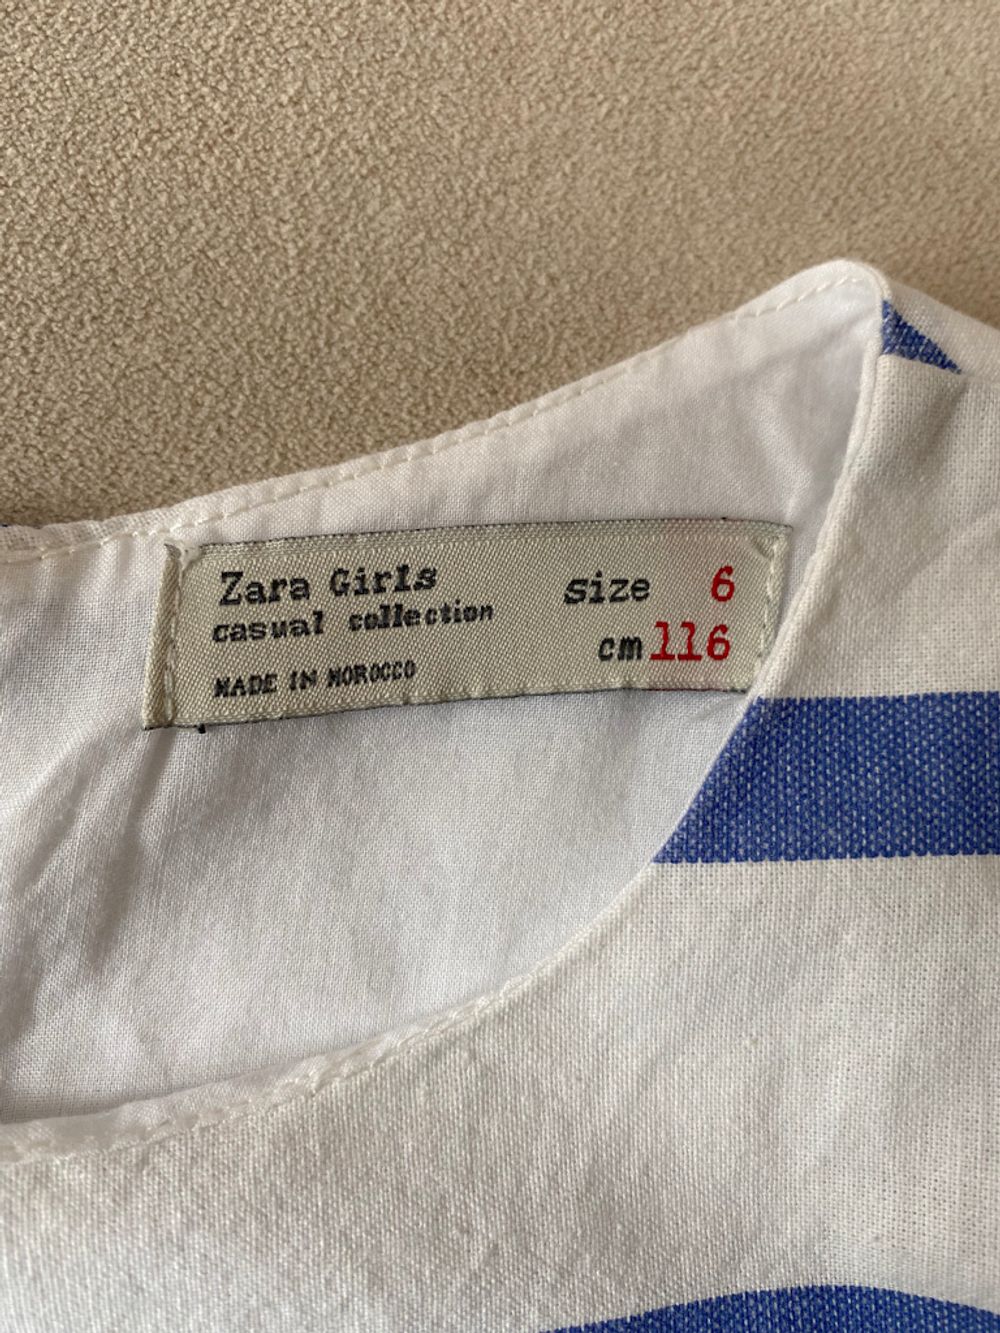 Zara Girls
casual collection
MADE IN MOROCCO
size 6
cm 116